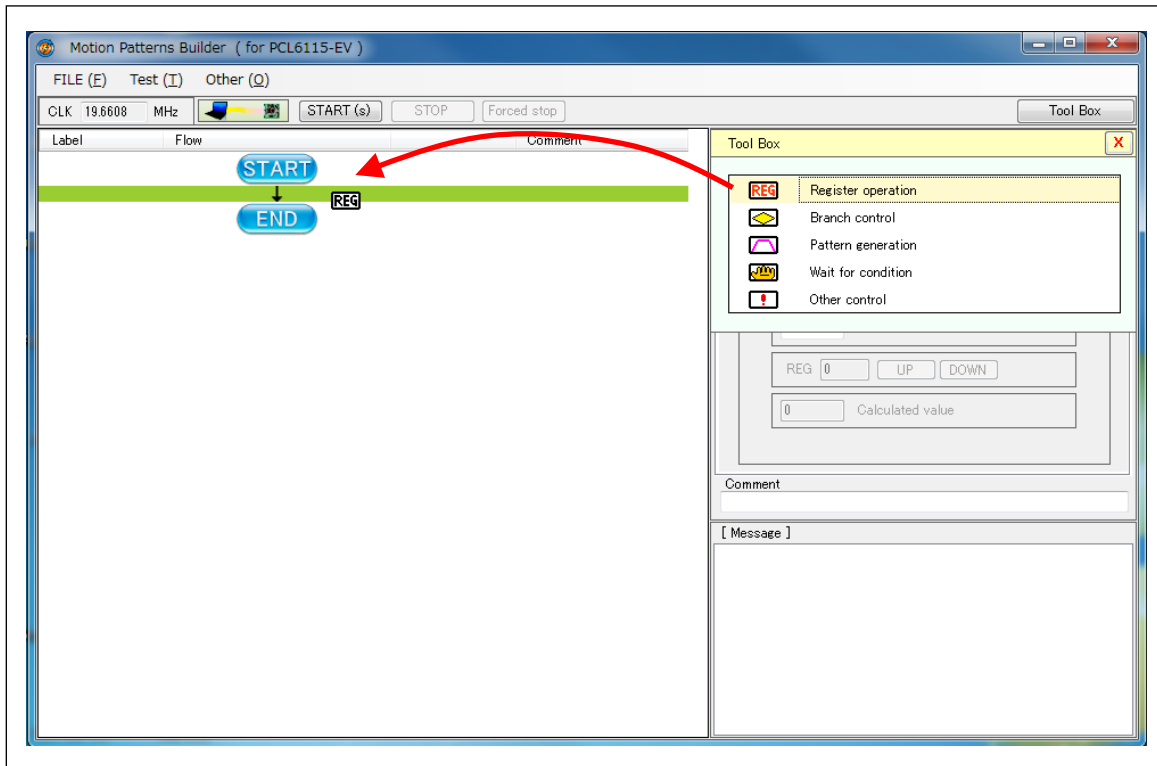 Motion Patterns Builder ( for PCL6115-EV )
FILE (F) Test (T) Other (O)
CLK 19.6608 MHz START (s) STOP Forced stop Tool Box
Label Flow Comment
START
REG
END
Tool Box X
REG Register operation
Branch control
Pattern generation
Wait for condition
! Other control
REG 0 UP DOWN
0 Calculated value
Comment
[ Message ]